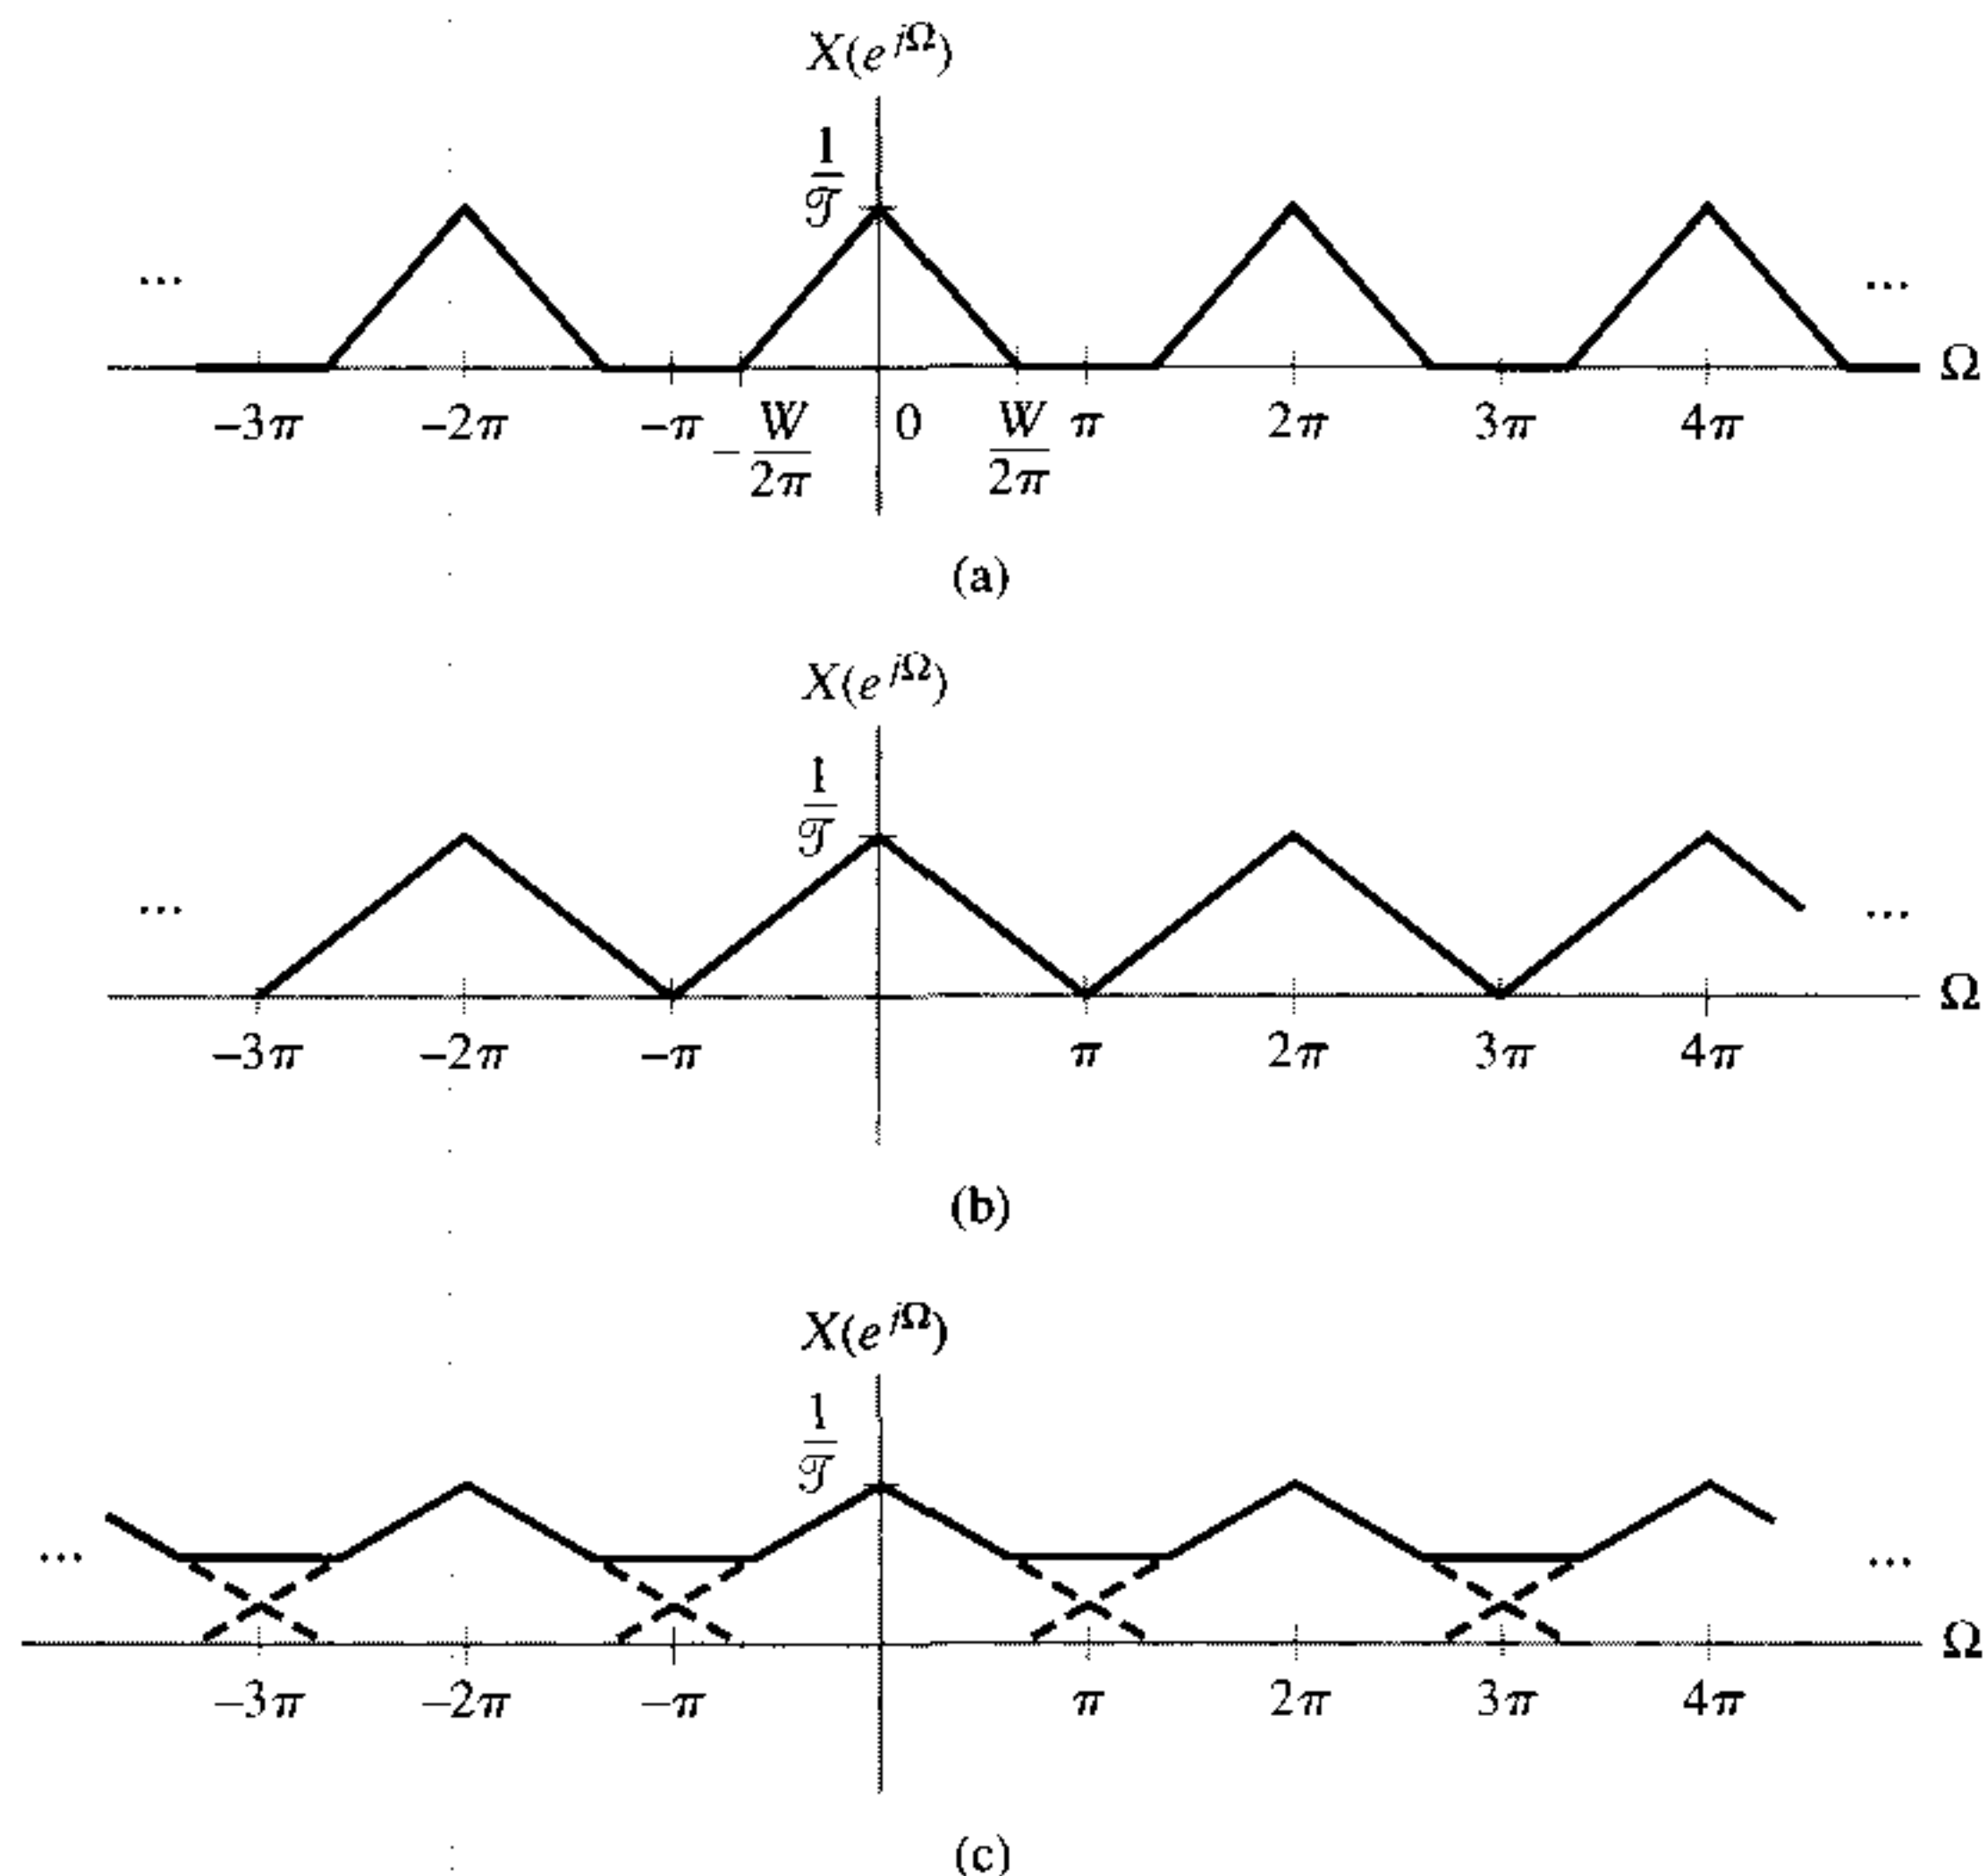 X(e^{jΩ})
1/𝒯
... ...
−3π −2π −π −W/2π 0 W/2π π 2π 3π 4π Ω
(a)
X(e^{jΩ})
1/𝒯
... ...
−3π −2π −π π 2π 3π 4π Ω
(b)
X(e^{jΩ})
1/𝒯
... ...
−3π −2π −π π 2π 3π 4π Ω
(c)